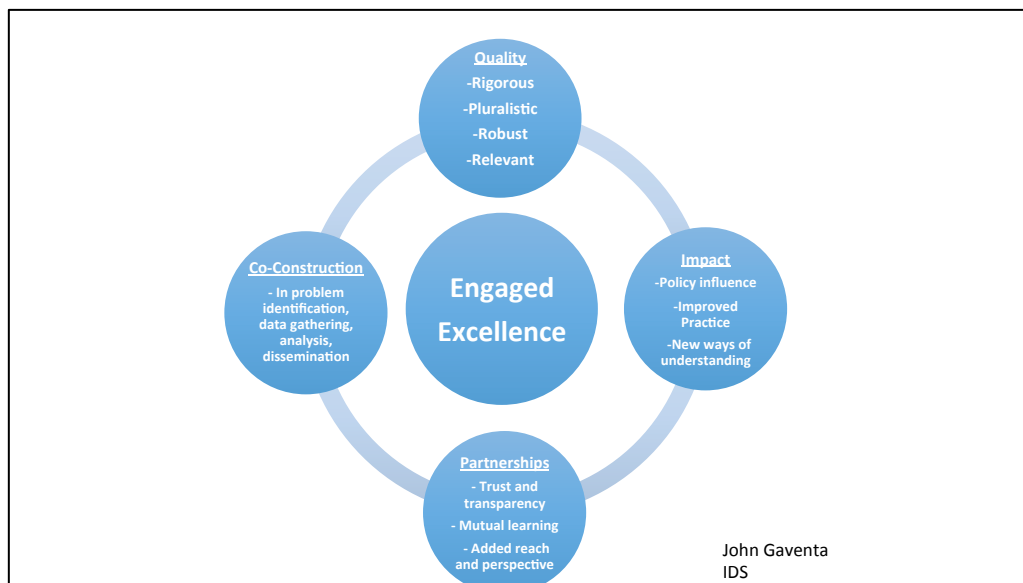 Quality
-Rigorous
-Pluralistic
-Robust
-Relevant
Co-Construction
- In problem
identification,
data gathering,
analysis,
dissemination
Engaged
Excellence
Impact
-Policy influence
-Improved
Practice
-New ways of
understanding
Partnerships
- Trust and
transparency
- Mutual learning
- Added reach
and perspective
John Gaventa
IDS